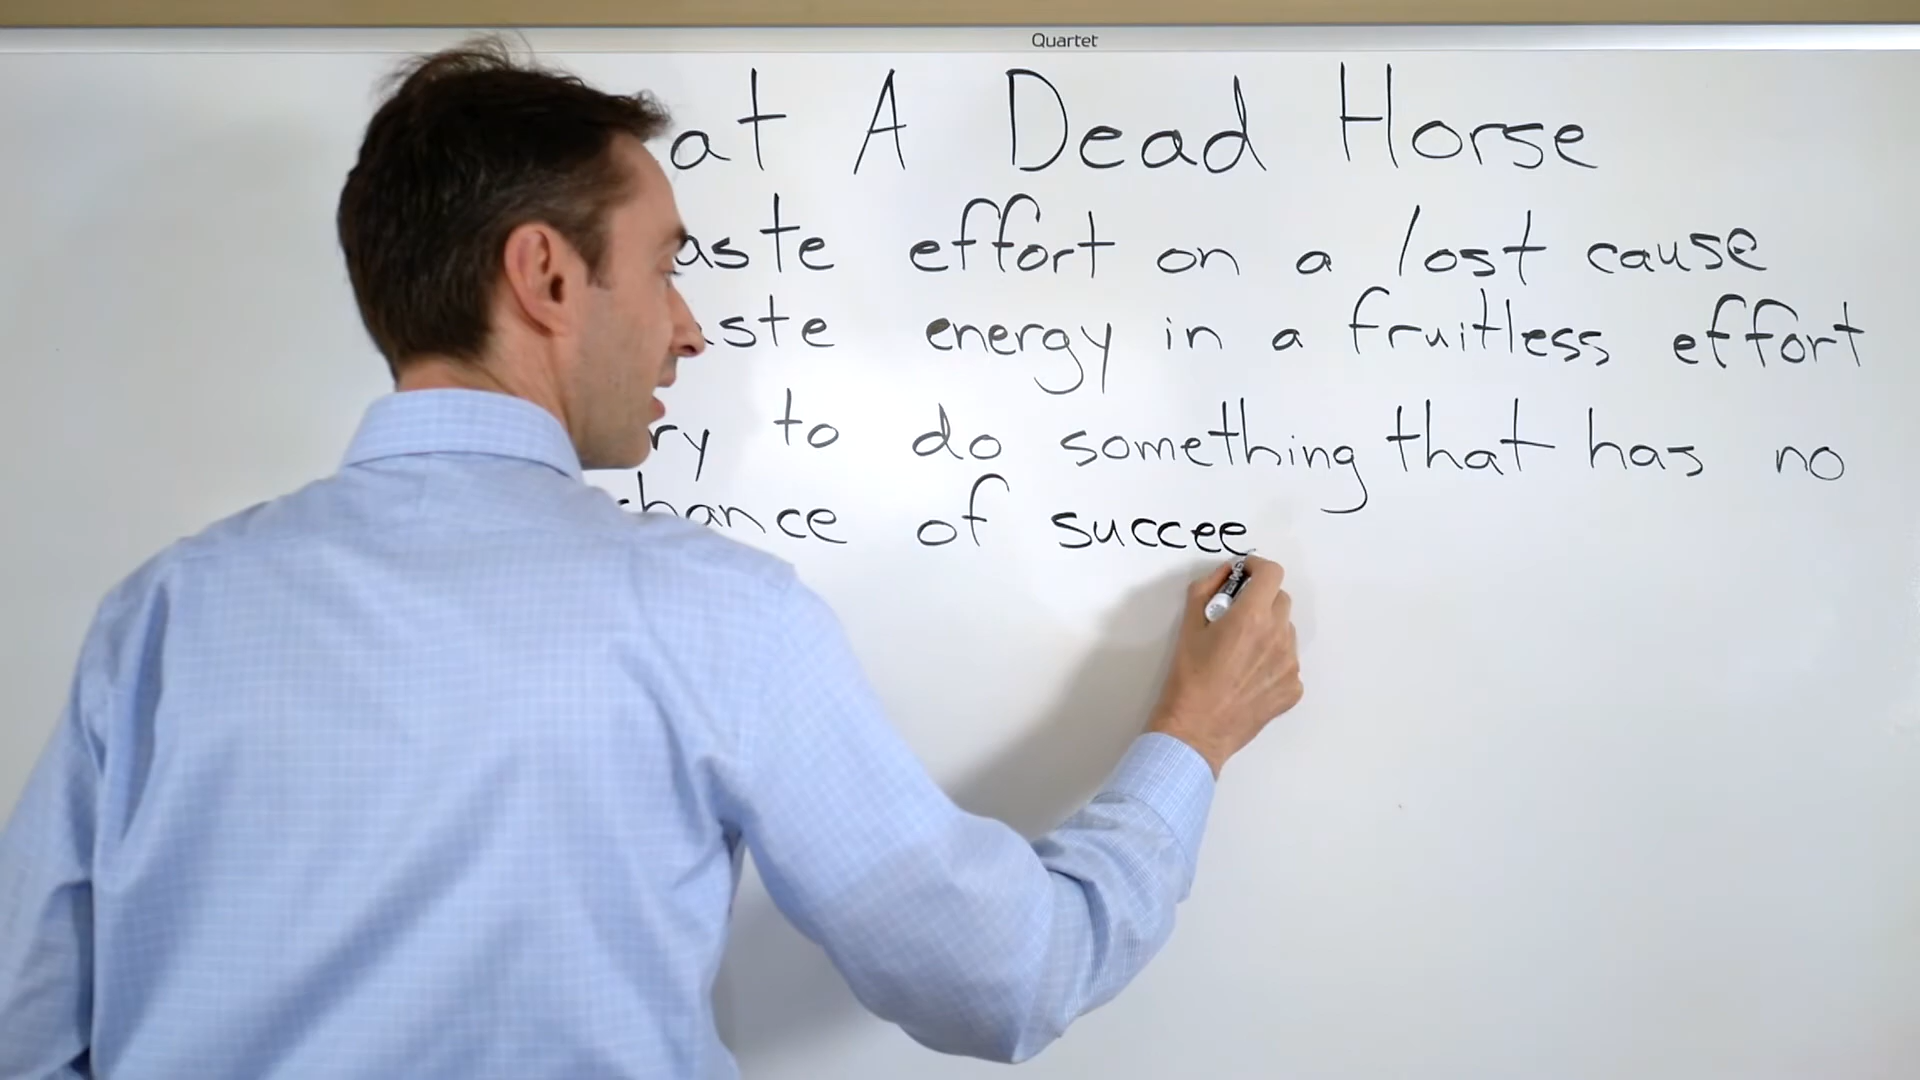 Quartet
at A Dead Horse
aste effort on a lost cause
ste energy in a fruitless effort
ry to do something that has no
hance of succee